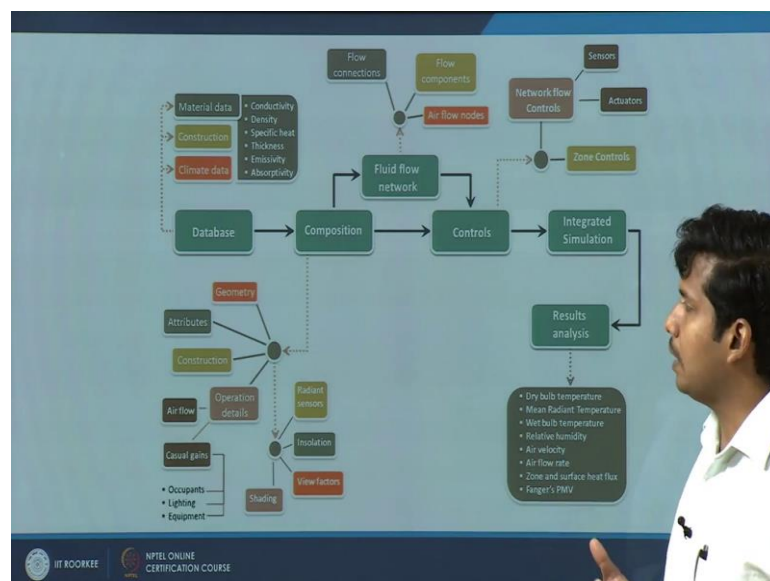 Flow
connections
Flow
components
Air flow nodes
Sensors
Network flow
Controls
Actuators
Zone Controls
Material data
Construction
Climate data
• Conductivity
• Density
• Specific heat
• Thickness
• Emissivity
• Absorptivity
Fluid flow
network
Database
Composition
Controls
Integrated
Simulation
Results
analysis
Geometry
Attributes
Construction
Operation
details
Air flow
Casual gains
• Occupants
• Lighting
• Equipment
Radiant
sensors
Insolation
View factors
Shading
• Dry bulb temperature
• Mean Radiant Temperature
• Wet bulb temperature
• Relative humidity
• Air velocity
• Air flow rate
• Zone and surface heat flux
• Fanger's PMV
IIT ROORKEE
NPTEL ONLINE
CERTIFICATION COURSE